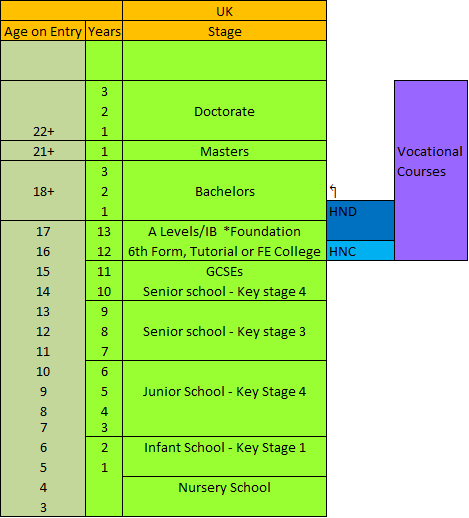 UK
Age on Entry Years Stage
3
2 Doctorate
22+ 1
21+ 1 Masters
3
18+ 2 Bachelors
1
Vocational
Courses
HND
17 13 A Levels/IB *Foundation
16 12 6th Form, Tutorial or FE College HNC
15 11 GCSEs
14 10 Senior school - Key stage 4
13 9
12 8 Senior school - Key stage 3
11 7
10 6
9 5 Junior School - Key Stage 4
8 4
7 3
6 2 Infant School - Key Stage 1
5 1
4 Nursery School
3